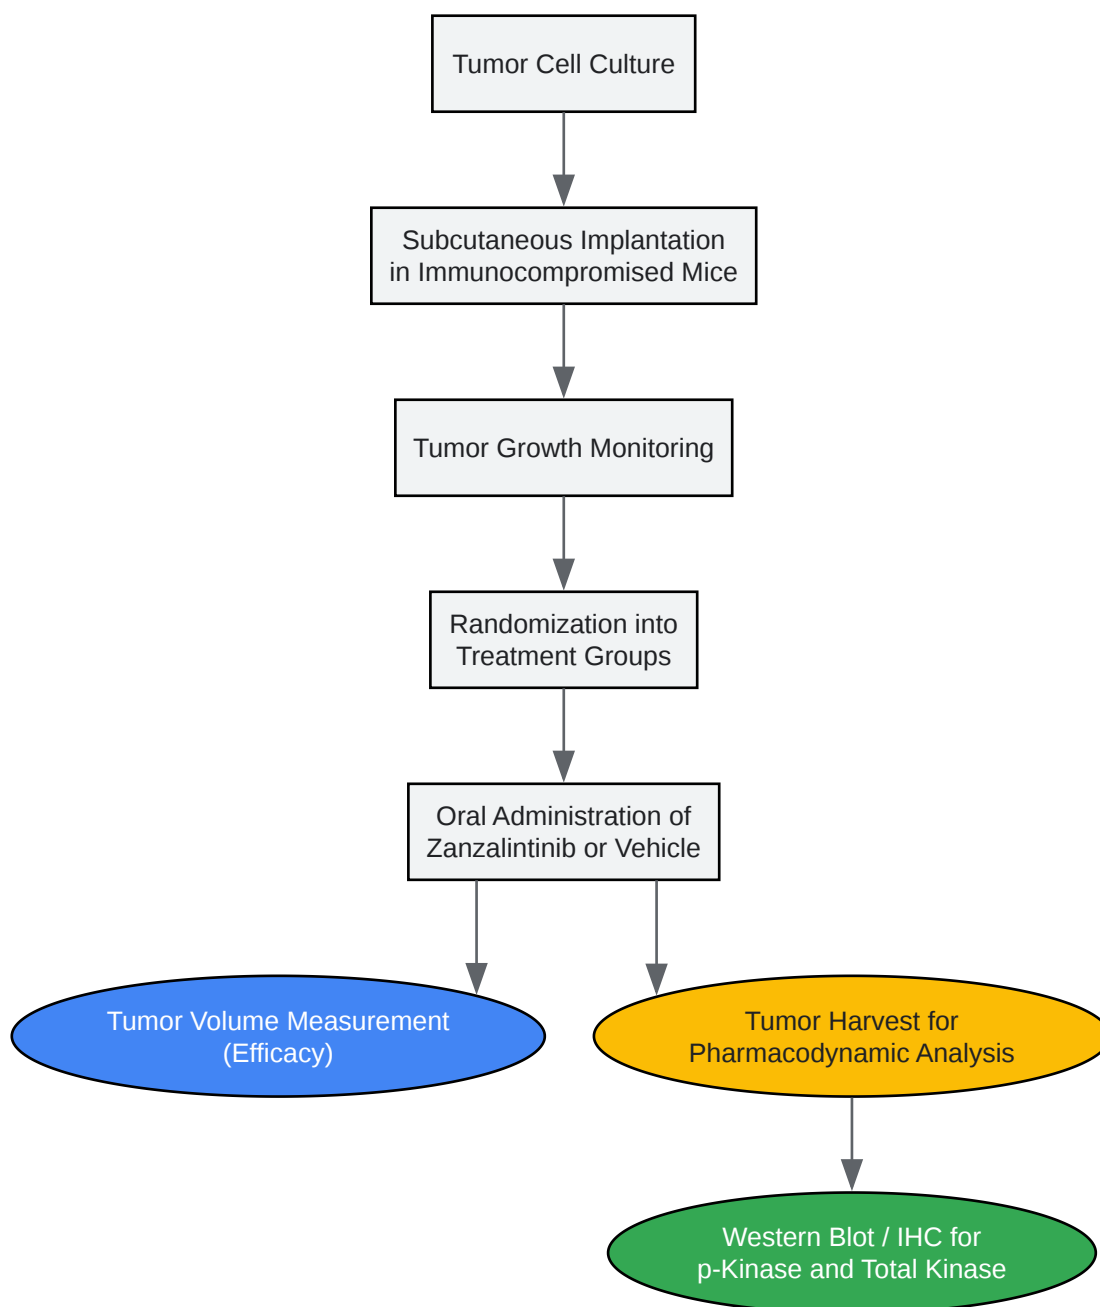 Tumor Cell Culture
Subcutaneous Implantation
in Immunocompromised Mice
Tumor Growth Monitoring
Randomization into
Treatment Groups
Oral Administration of
Zanzalintinib or Vehicle
Tumor Volume Measurement
(Efficacy)
Tumor Harvest for
Pharmacodynamic Analysis
Western Blot / IHC for
p-Kinase and Total Kinase